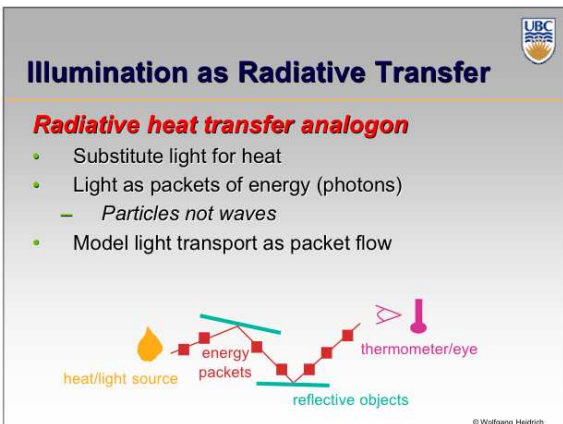 UBC
Illumination as Radiative Transfer
Radiative heat transfer analogon
• Substitute light for heat
• Light as packets of energy (photons)
– Particles not waves
• Model light transport as packet flow
energy
packets
thermometer/eye
heat/light source
reflective objects
© Wolfgang Heidrich